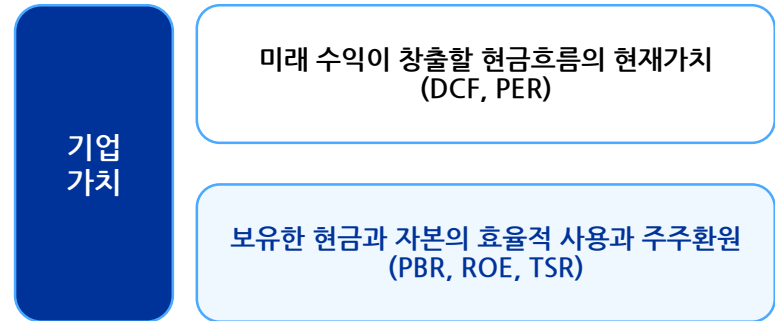 기업
가치
미래 수익이 창출할 현금흐름의 현재가치
(DCF, PER)
보유한 현금과 자본의 효율적 사용과 주주환원
(PBR, ROE, TSR)